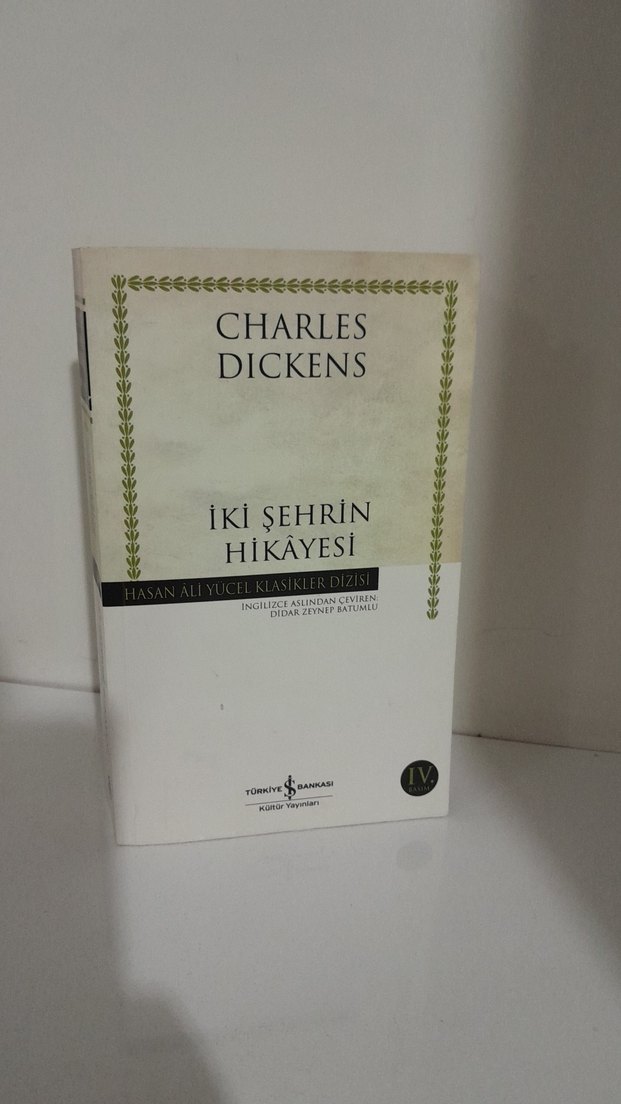 CHARLES
DICKENS
İKİ ŞEHRİN
HİKÂYESİ
HASAN ÂLİ YÜCEL KLASİKLER DİZİSİ
İNGİLİZCE ASLINDAN ÇEVİREN:
DİDAR ZEYNEP BATUMLU
IV.
BASIM
TÜRKİYE İŞ BANKASI
Kültür Yayınları